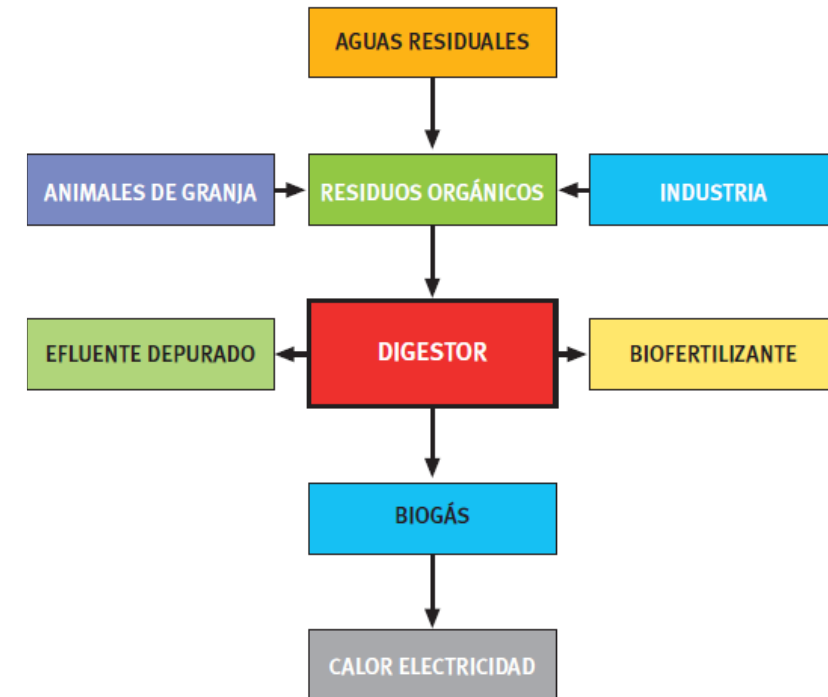 AGUAS RESIDUALES
ANIMALES DE GRANJA
RESIDUOS ORGÁNICOS
INDUSTRIA
EFLUENTE DEPURADO
DIGESTOR
BIOFERTILIZANTE
BIOGÁS
CALOR ELECTRICIDAD